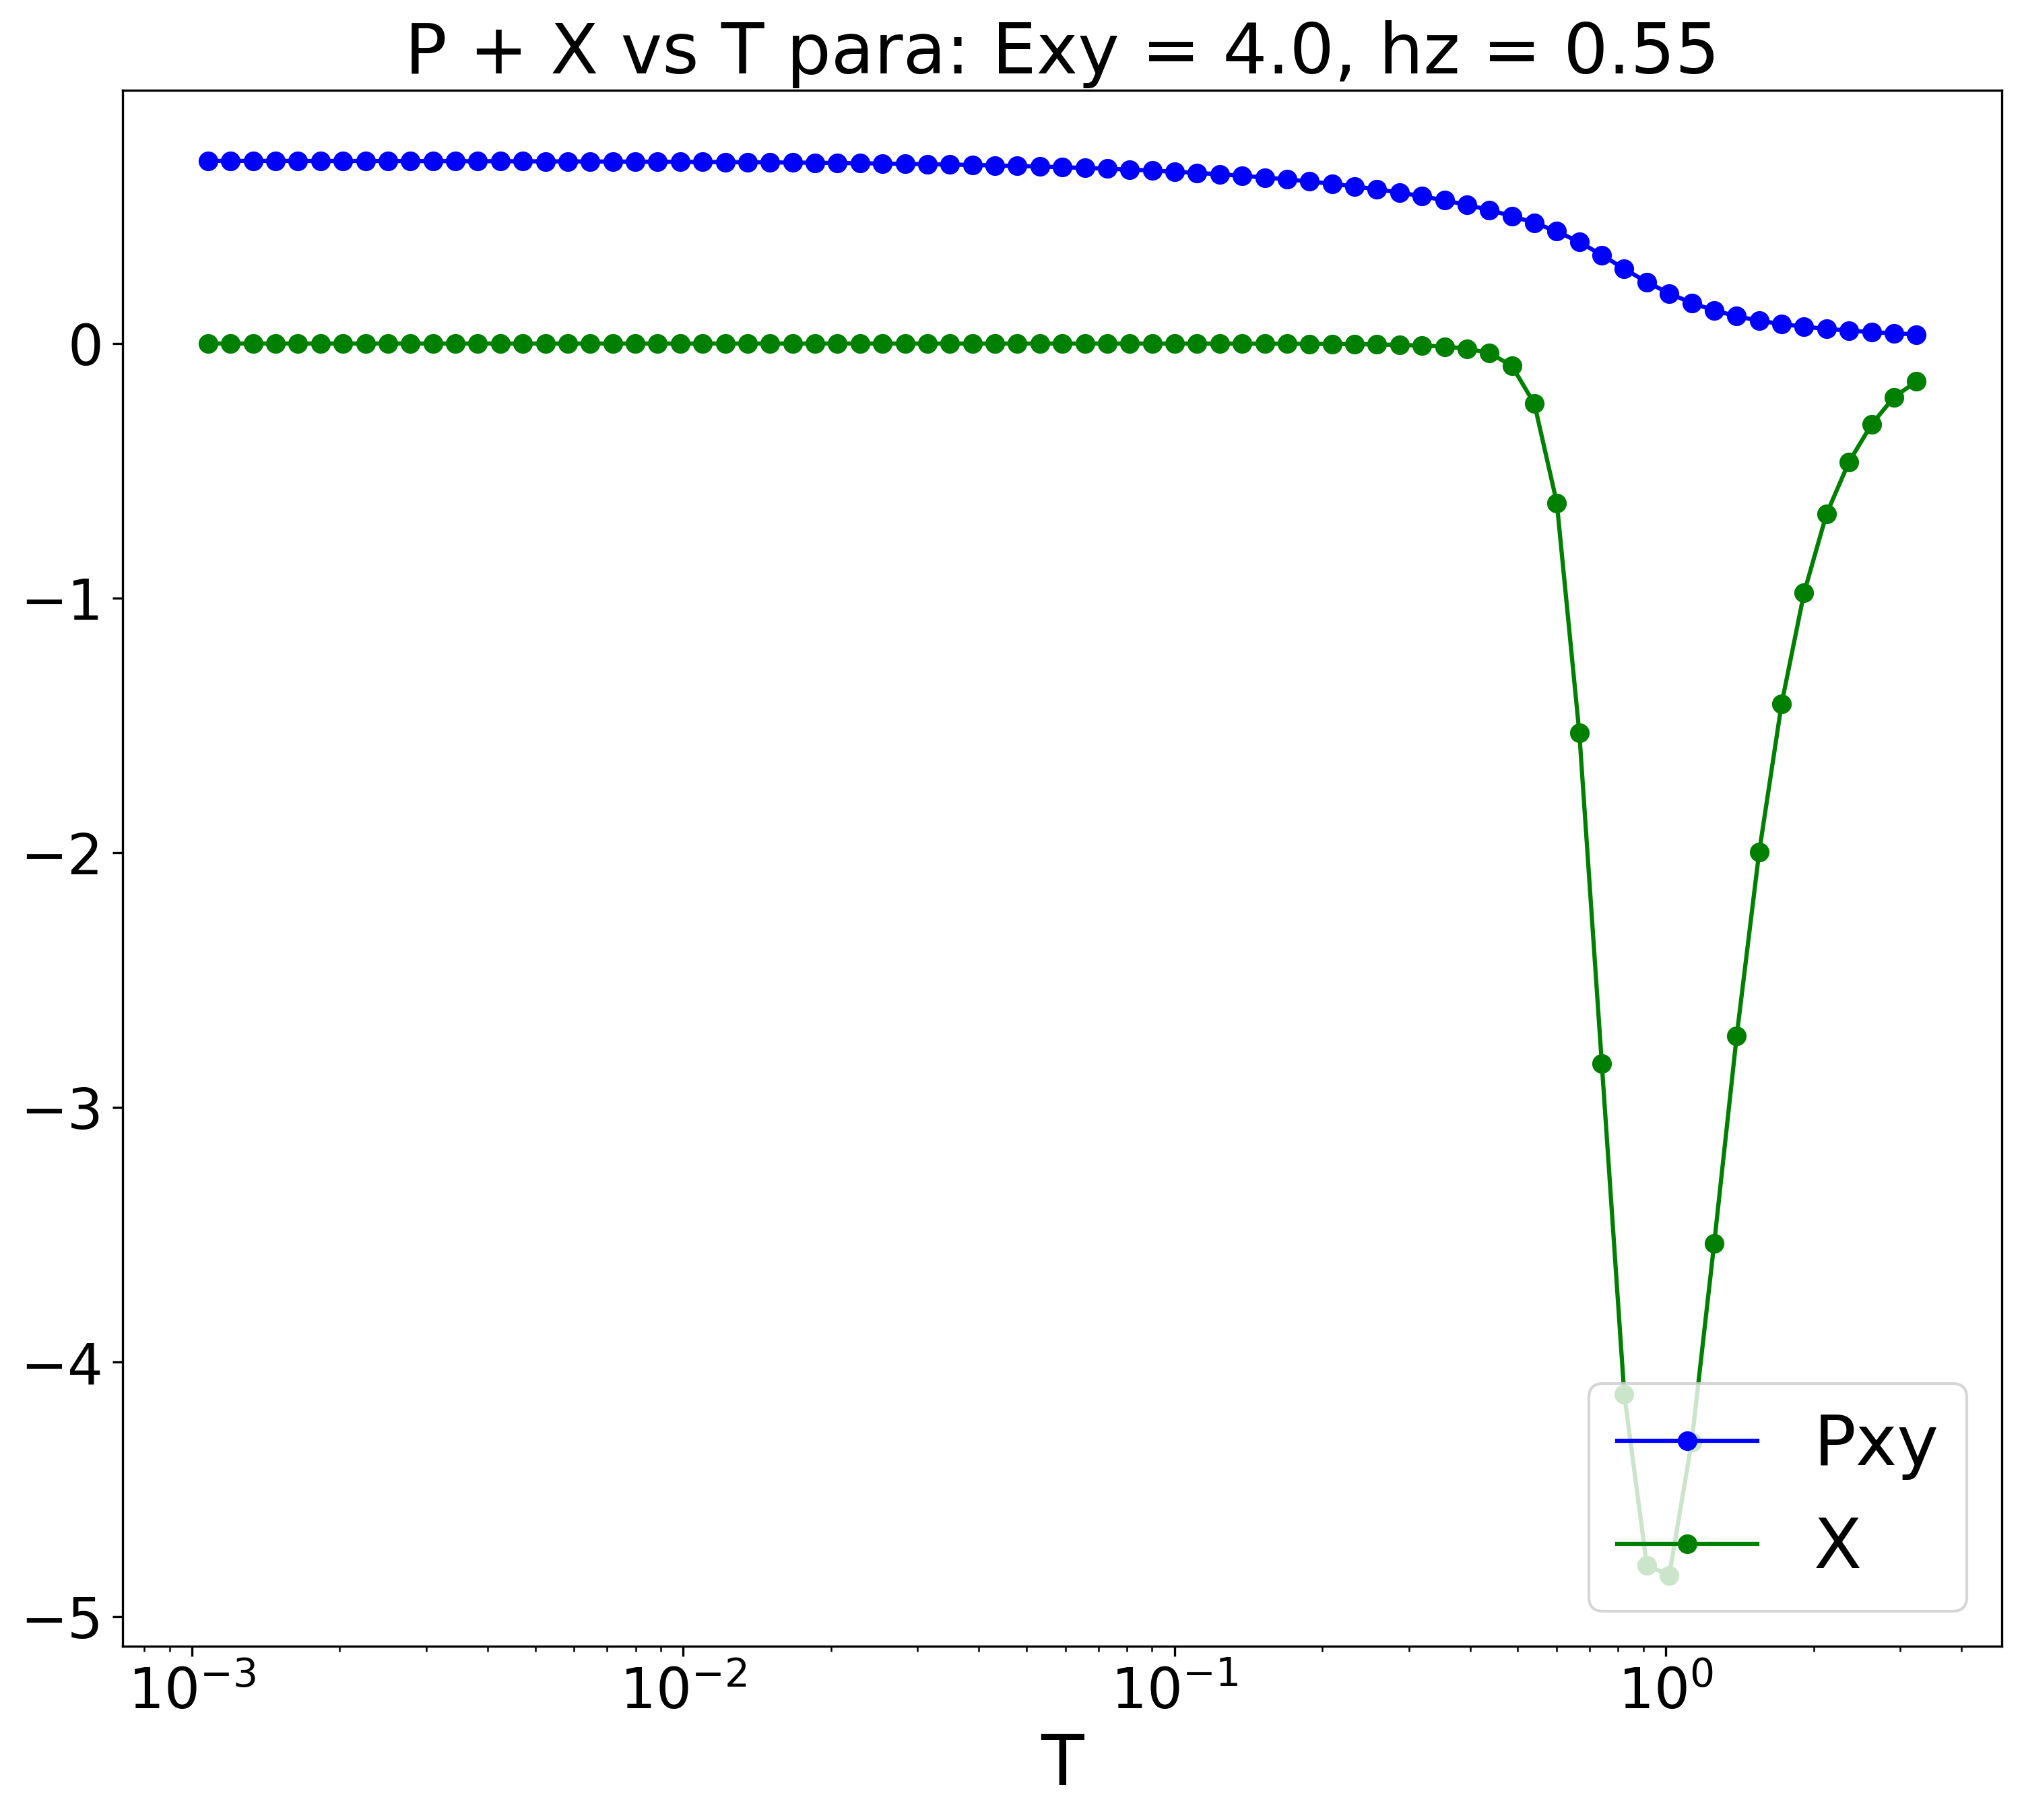 P + X vs T para: Exy = 4.0, hz = 0.55
0
−1
−2
−3
−4
−5
Pxy
X
10⁻³ 10⁻² 10⁻¹ 10⁰
T